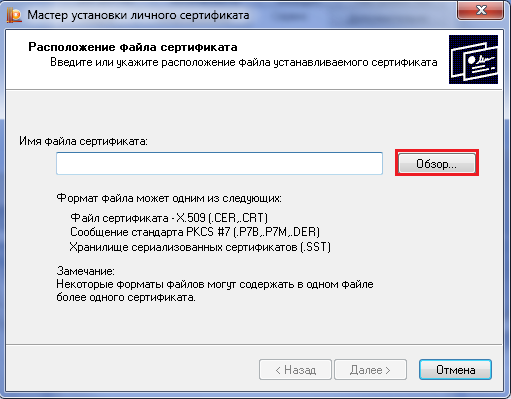 Мастер установки личного сертификата
Расположение файла сертификата
Введите или укажите расположение файла устанавливаемого сертификата
Имя файла сертификата:
Обзор...
Формат файла может одним из следующих:
Файл сертификата - X.509 (.CER,.CRT)
Сообщение стандарта PKCS #7 (.P7B,.P7M,.DER)
Хранилище сериализованных сертификатов (.SST)
Замечание:
Некоторые форматы файлов могут содержать в одном файле
более одного сертификата.
< Назад
Далее >
Отмена